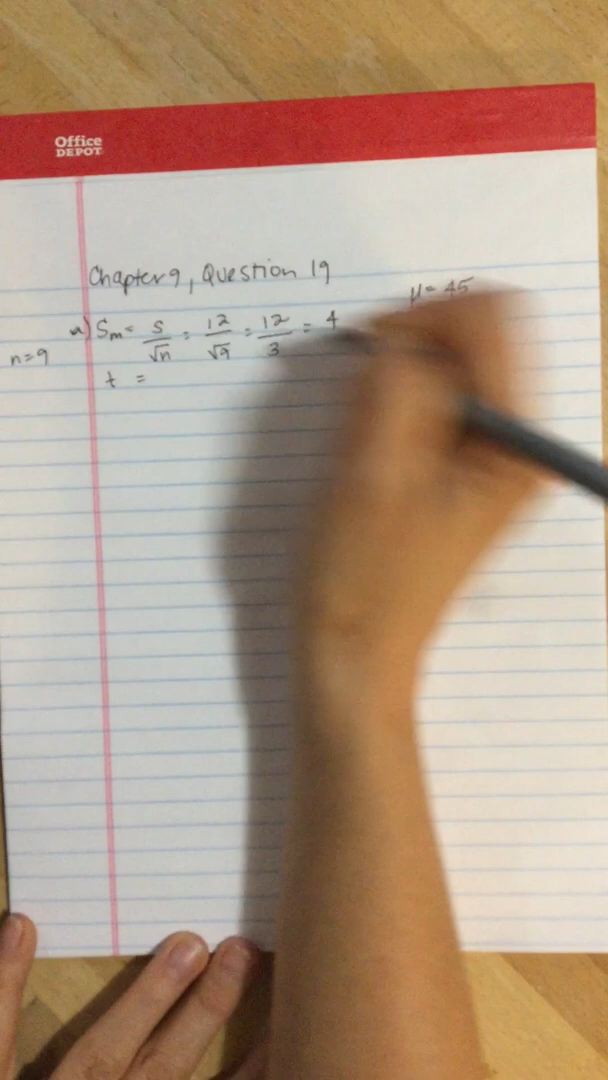 Office
DEPOT
Chapter 9, Question 19
μ = 45
a) Sm = s/√n = 12/√9 = 12/3 = 4
n=9
t =